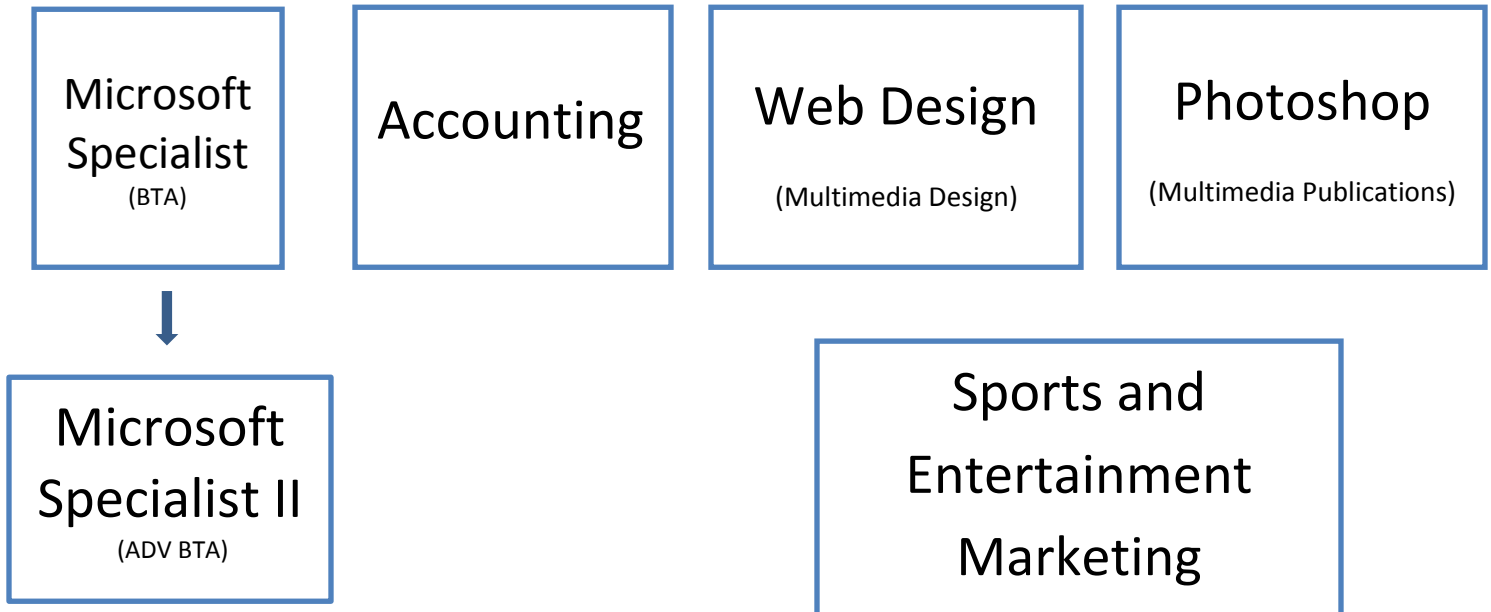 Microsoft
Specialist
(BTA)
Accounting
Web Design
(Multimedia Design)
Photoshop
(Multimedia Publications)
Microsoft
Specialist II
(ADV BTA)
Sports and
Entertainment
Marketing